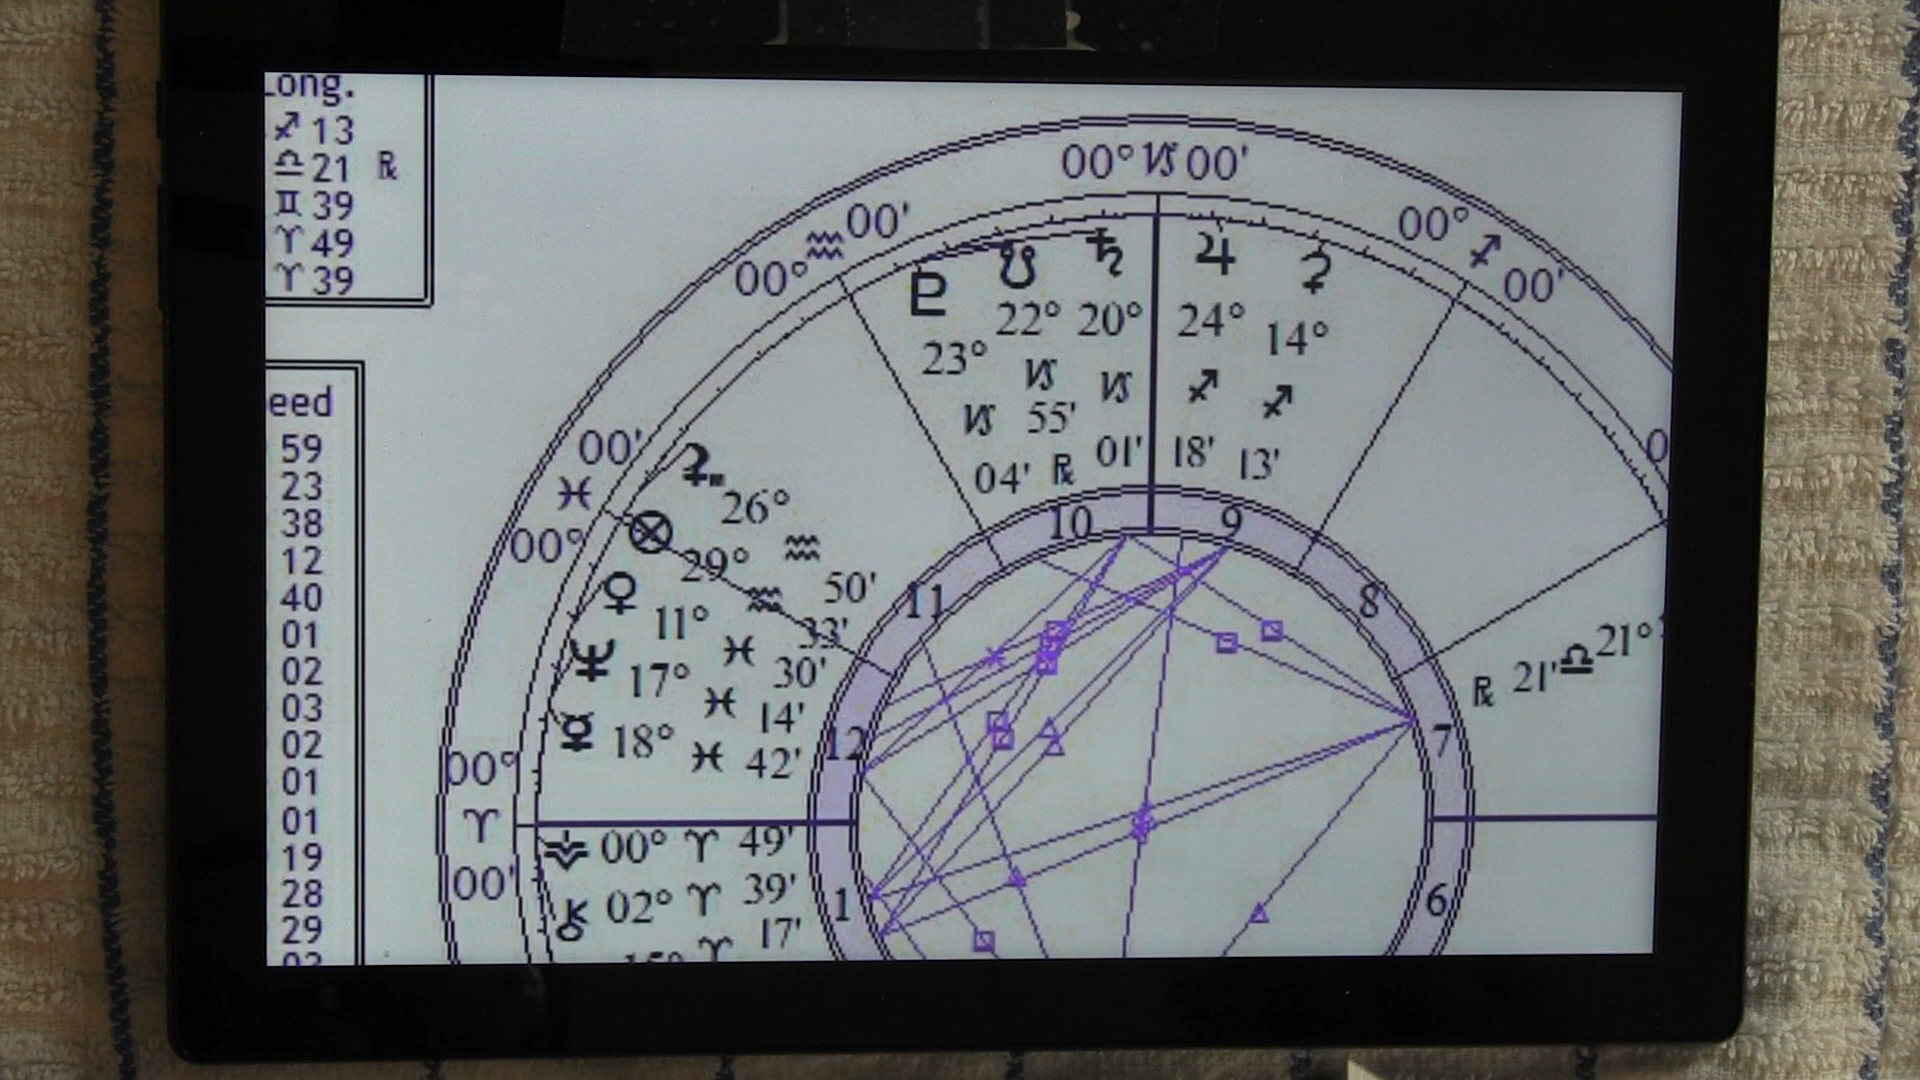 Long.
♐ 13
♎ 21 ℞
♊ 39
♈ 49
♈ 39
eed
59
23
38
12
40
01
02
03
02
01
01
19
28
29
00° ♑ 00'
00° ♒ 00'
00° ♐ 00'
00° ♓ 00'
00° ♈ 00'
♇ 23° ♑ 04'
☋ 22° ♑ 55' ℞
♄ 20° ♑ 01'
♃ 24° ♐ 18'
⚳ 14° ♐ 13'
26° ♒ 50'
⊗ 29° ♒ 33'
♀ 11° ♓ 30'
♆ 17° ♓ 14'
☿ 18° ♓ 42'
⚶ 00° ♈ 49'
⚷ 02° ♈ 39'
15° ♈ 17'
21° ♎ 21' ℞
10
9
11
8
12
7
1
6